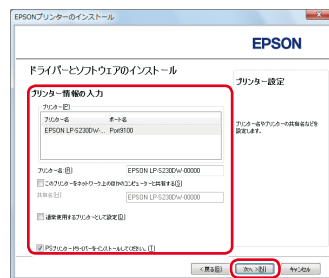 EPSONプリンターのインストール
EPSON
ドライバーとソフトウェアのインストール
プリンター設定
プリンター情報の入力
プリンター(P)
プリンター名 ポート名
EPSON LP-S230DW-... Port9100
プリンター名やプリンターの共有名などを
設定します。
プリンター名:(R) EPSON LP-S230DW-00000
このプリンターをネットワーク上のほかのコンピューターと共有する(S)
共有名:(E) EPSON LP-S230DW-00000
通常使用するプリンターとして設定(D)
PSプリンタードライバーをインストールしてください。(T)
< 戻る(B) 次へ >(N) キャンセル